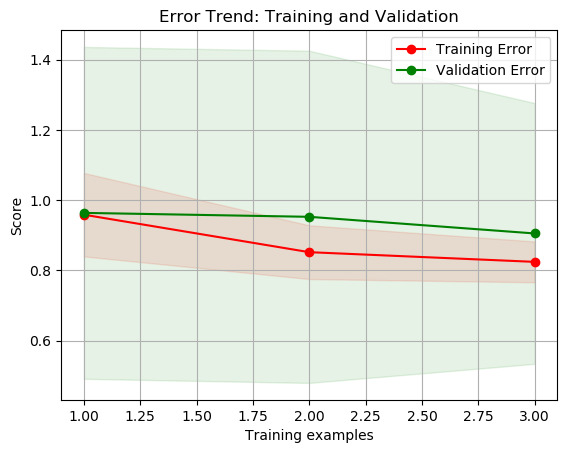 Error Trend: Training and Validation
Training Error
Validation Error
Score
1.4
1.2
1.0
0.8
0.6
1.00 1.25 1.50 1.75 2.00 2.25 2.50 2.75 3.00
Training examples